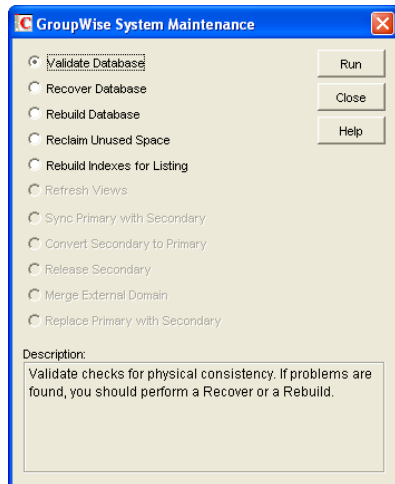 GroupWise System Maintenance
Validate Database
Recover Database
Rebuild Database
Reclaim Unused Space
Rebuild Indexes for Listing
Refresh Views
Sync Primary with Secondary
Convert Secondary to Primary
Release Secondary
Merge External Domain
Replace Primary with Secondary
Run
Close
Help
Description:
Validate checks for physical consistency. If problems are
found, you should perform a Recover or a Rebuild.